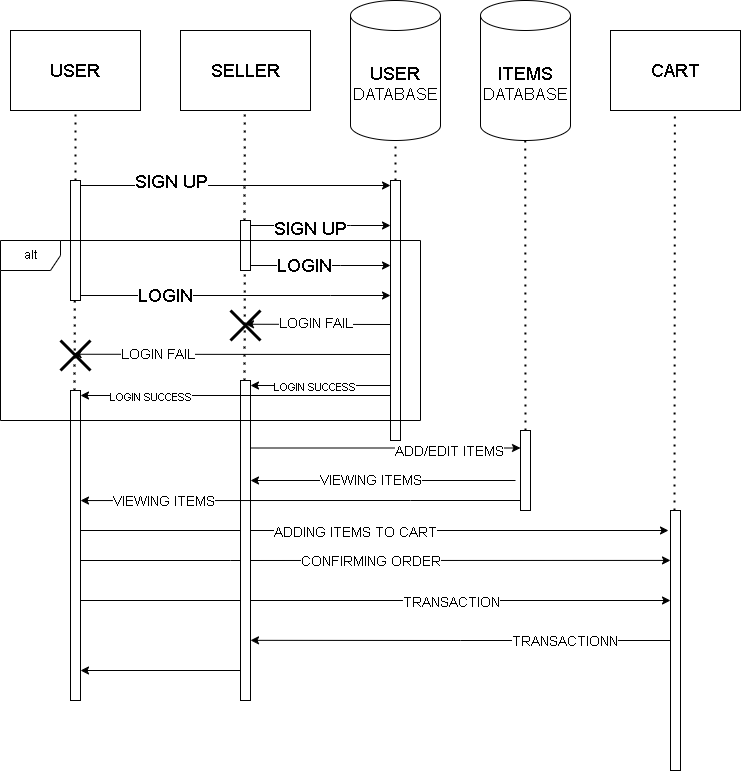 USER
SELLER
USER
DATABASE
ITEMS
DATABASE
CART
SIGN UP
SIGN UP
alt
LOGIN
LOGIN
LOGIN FAIL
LOGIN FAIL
LOGIN SUCCESS
LOGIN SUCCESS
ADD/EDIT ITEMS
VIEWING ITEMS
VIEWING ITEMS
ADDING ITEMS TO CART
CONFIRMING ORDER
TRANSACTION
TRANSACTIONN